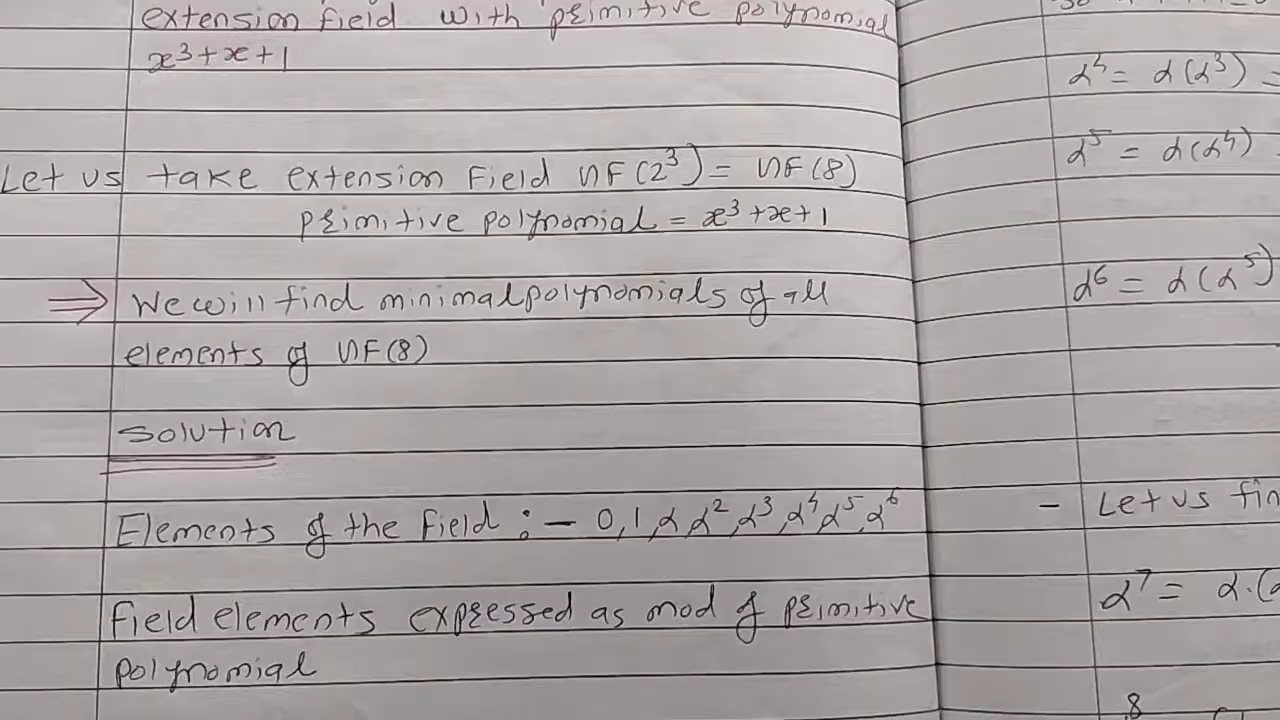 extension field with primitive polynomial
x³+x+1
Let us take extension Field GF(2³) = GF(8)
primitive polynomial = x³+x+1
⇒ We will find minimal polynomials of all
elements of GF(8)
Solution
Elements of the Field :- 0,1,α,α²,α³,α⁴,α⁵,α⁶
Field elements expressed as mod of primitive
polynomial
α⁴ = α(α³) =
α⁵ = α(α⁴)
α⁶ = α(α⁵)
- Let us fin
α⁷ = α.(
8